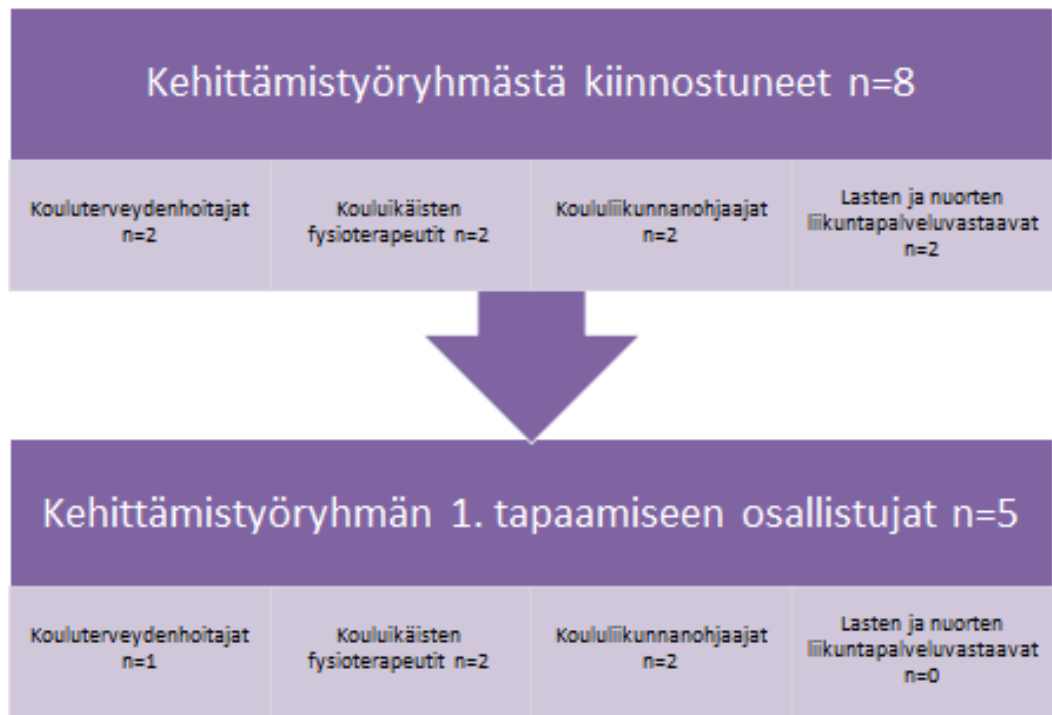 Kehittämistyöryhmästä kiinnostuneet n=8
Kouluterveydenhoitajat
n=2
Kouluikäisten
fysioterapeutit n=2
Koululiikunnanohjaajat
n=2
Lasten ja nuorten
liikuntapalveluvastaavat
n=2
Kehittämistyöryhmän 1. tapaamiseen osallistujat n=5
Kouluterveydenhoitajat
n=1
Kouluikäisten
fysioterapeutit n=2
Koululiikunnanohjaajat
n=2
Lasten ja nuorten
liikuntapalveluvastaavat
n=0